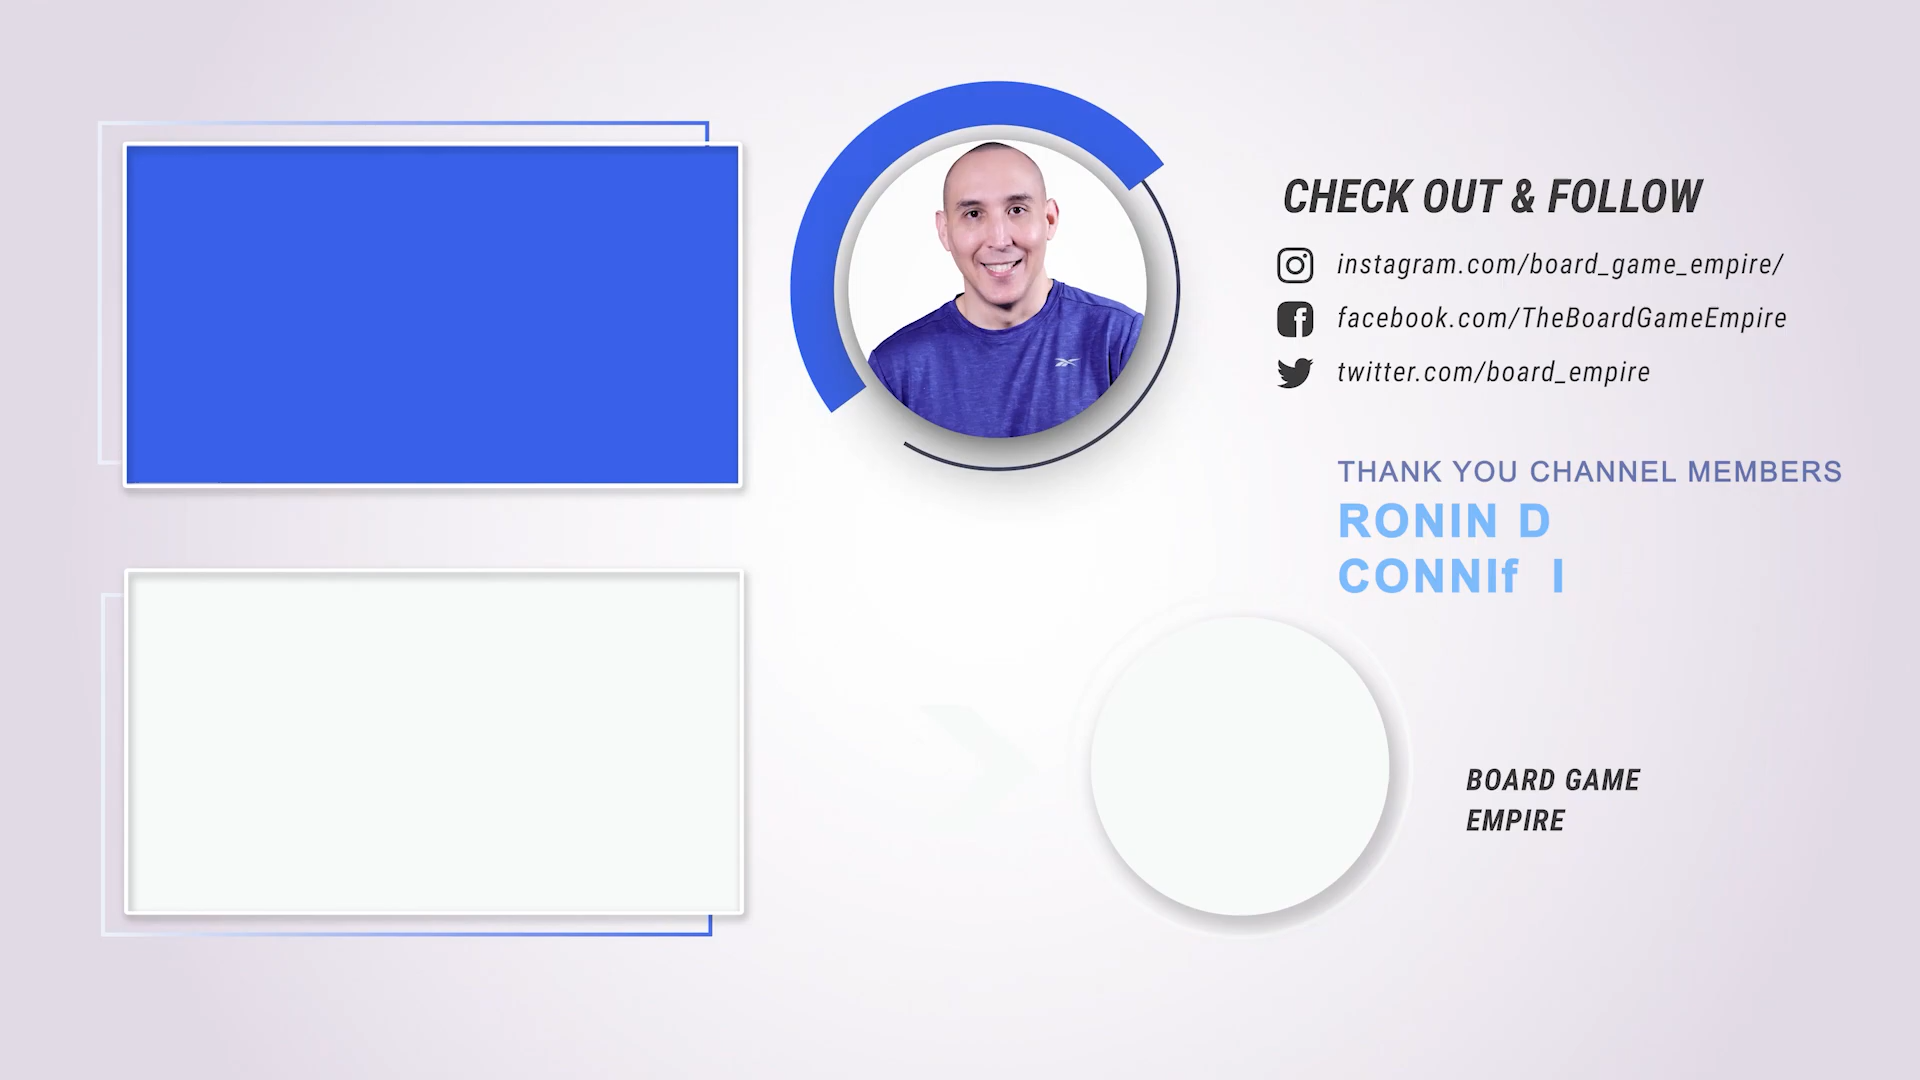 CHECK OUT & FOLLOW
instagram.com/board_game_empire/
facebook.com/TheBoardGameEmpire
twitter.com/board_empire
THANK YOU CHANNEL MEMBERS
RONIN D
CONNIf I
BOARD GAME
EMPIRE